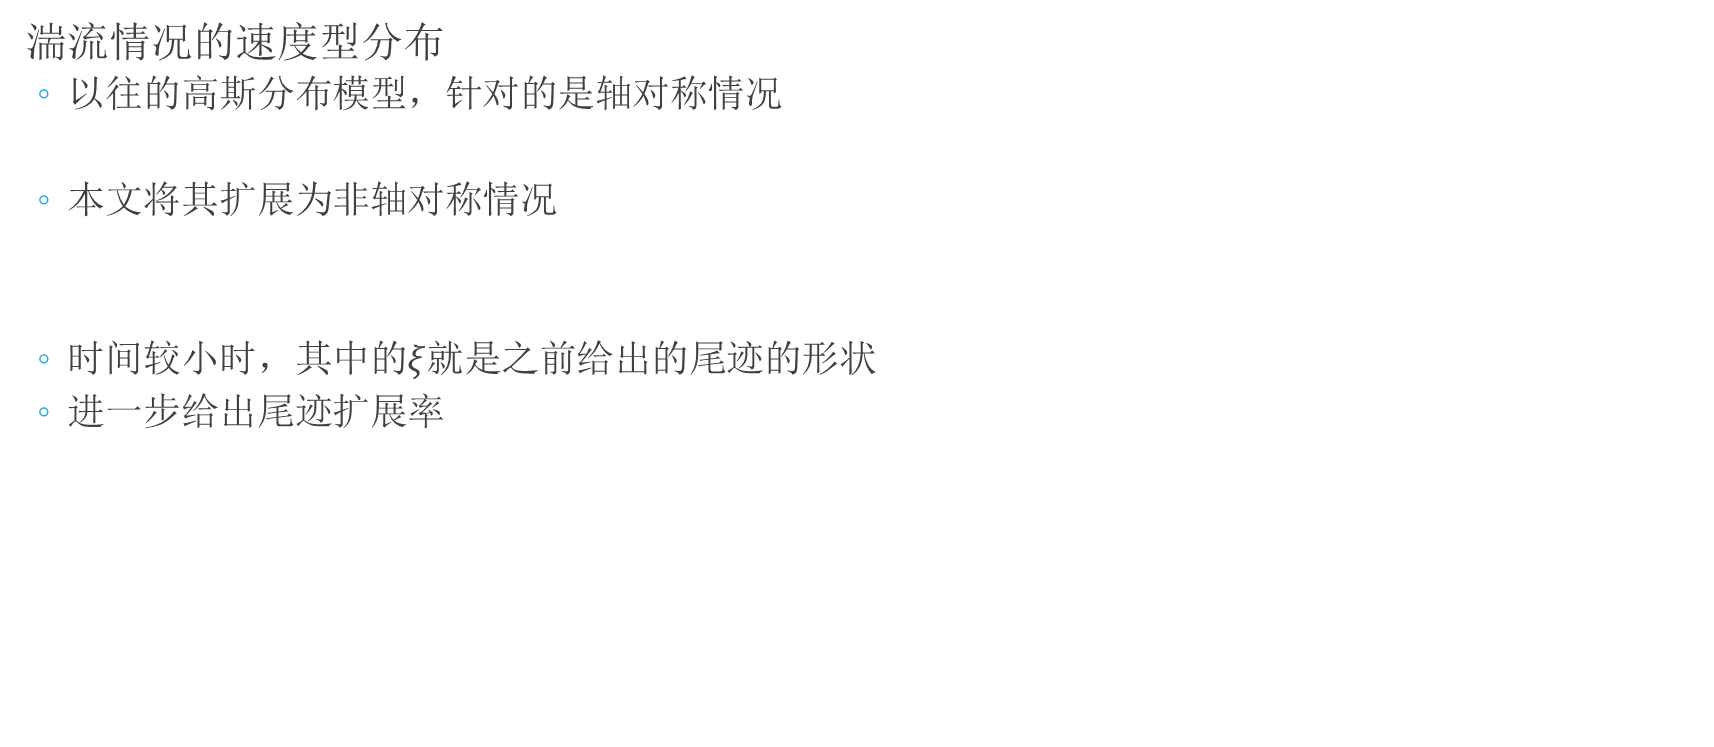 湍流情况的速度型分布
◦ 以往的高斯分布模型，针对的是轴对称情况
◦ 本文将其扩展为非轴对称情况
◦ 时间较小时，其中的ξ就是之前给出的尾迹的形状
◦ 进一步给出尾迹扩展率